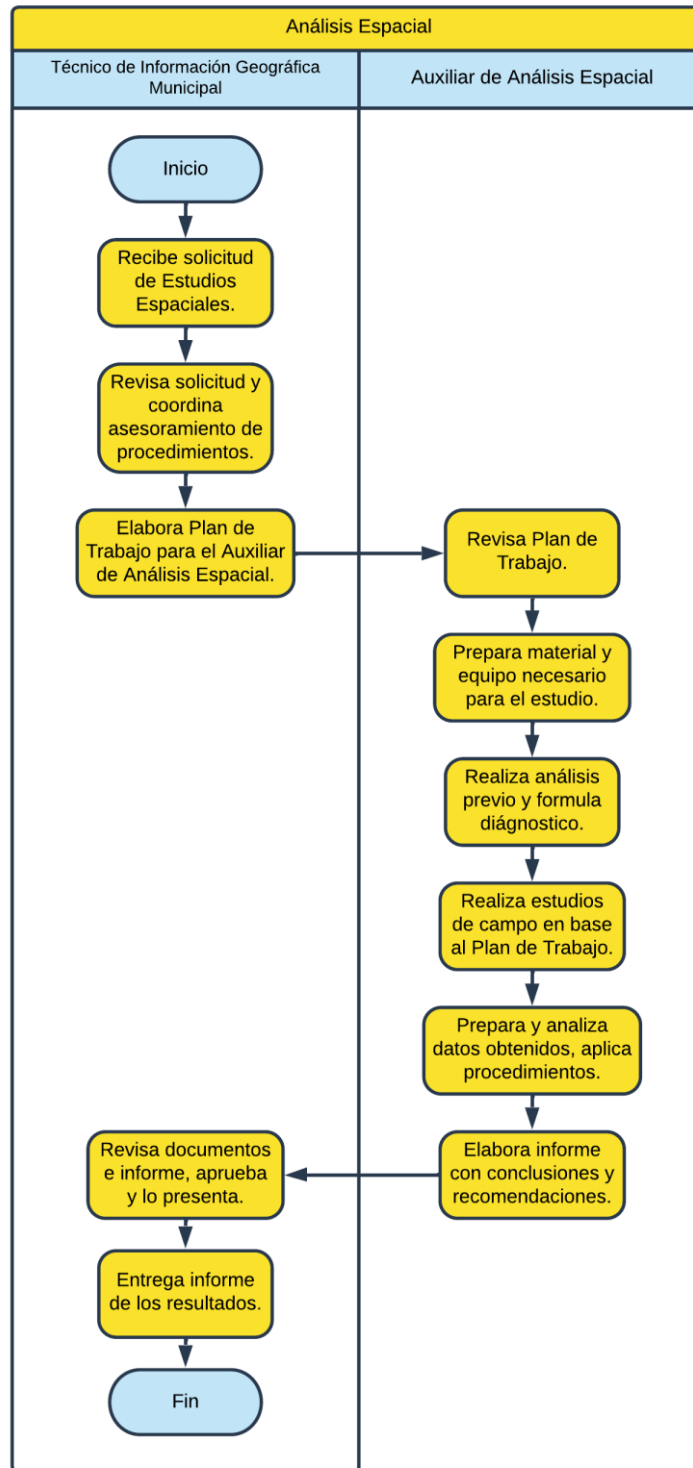 Análisis Espacial
Técnico de Información Geográfica
Municipal
Auxiliar de Análisis Espacial
Inicio
Recibe solicitud
de Estudios
Espaciales.
Revisa solicitud y
coordina
asesoramiento de
procedimientos.
Elabora Plan de
Trabajo para el Auxiliar
de Análisis Espacial.
Revisa Plan de
Trabajo.
Prepara material y
equipo necesario
para el estudio.
Realiza análisis
previo y formula
diágnostico.
Realiza estudios
de campo en base
al Plan de Trabajo.
Prepara y analiza
datos obtenidos, aplica
procedimientos.
Elabora informe
con conclusiones y
recomendaciones.
Revisa documentos
e informe, aprueba
y lo presenta.
Entrega informe
de los resultados.
Fin